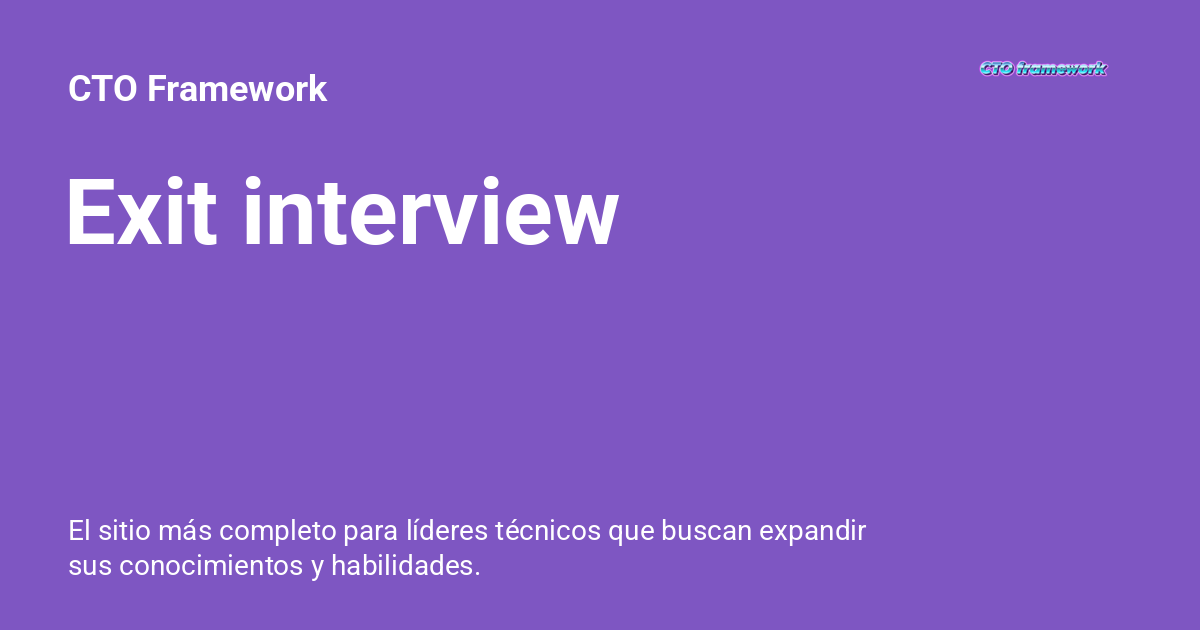 CTO Framework
CTO framework
Exit interview
El sitio más completo para líderes técnicos que buscan expandir
sus conocimientos y habilidades.